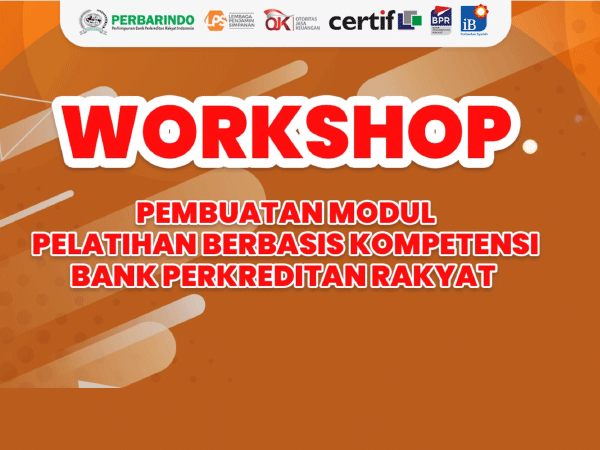 PERBARINDO
Perhimpunan Bank Perkreditan Rakyat Indonesia
LPS
LEMBAGA
PENJAMIN
SIMPANAN
OJK
OTORITAS
JASA
KEUANGAN
certif
BPR
iB
WORKSHOP
PEMBUATAN MODUL
PELATIHAN BERBASIS KOMPETENSI
BANK PERKREDITAN RAKYAT